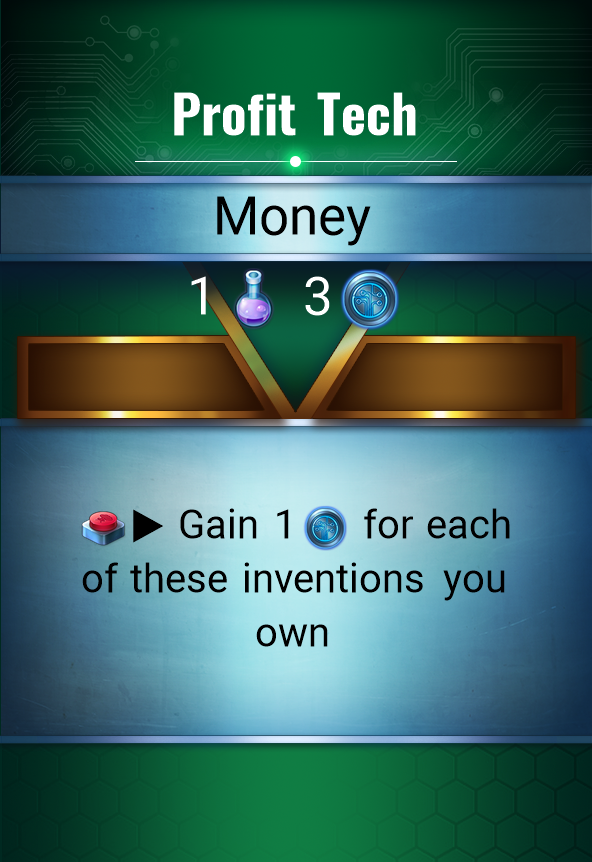 Profit Tech
Money
1 3
▶ Gain 1 for each
of these inventions you
own